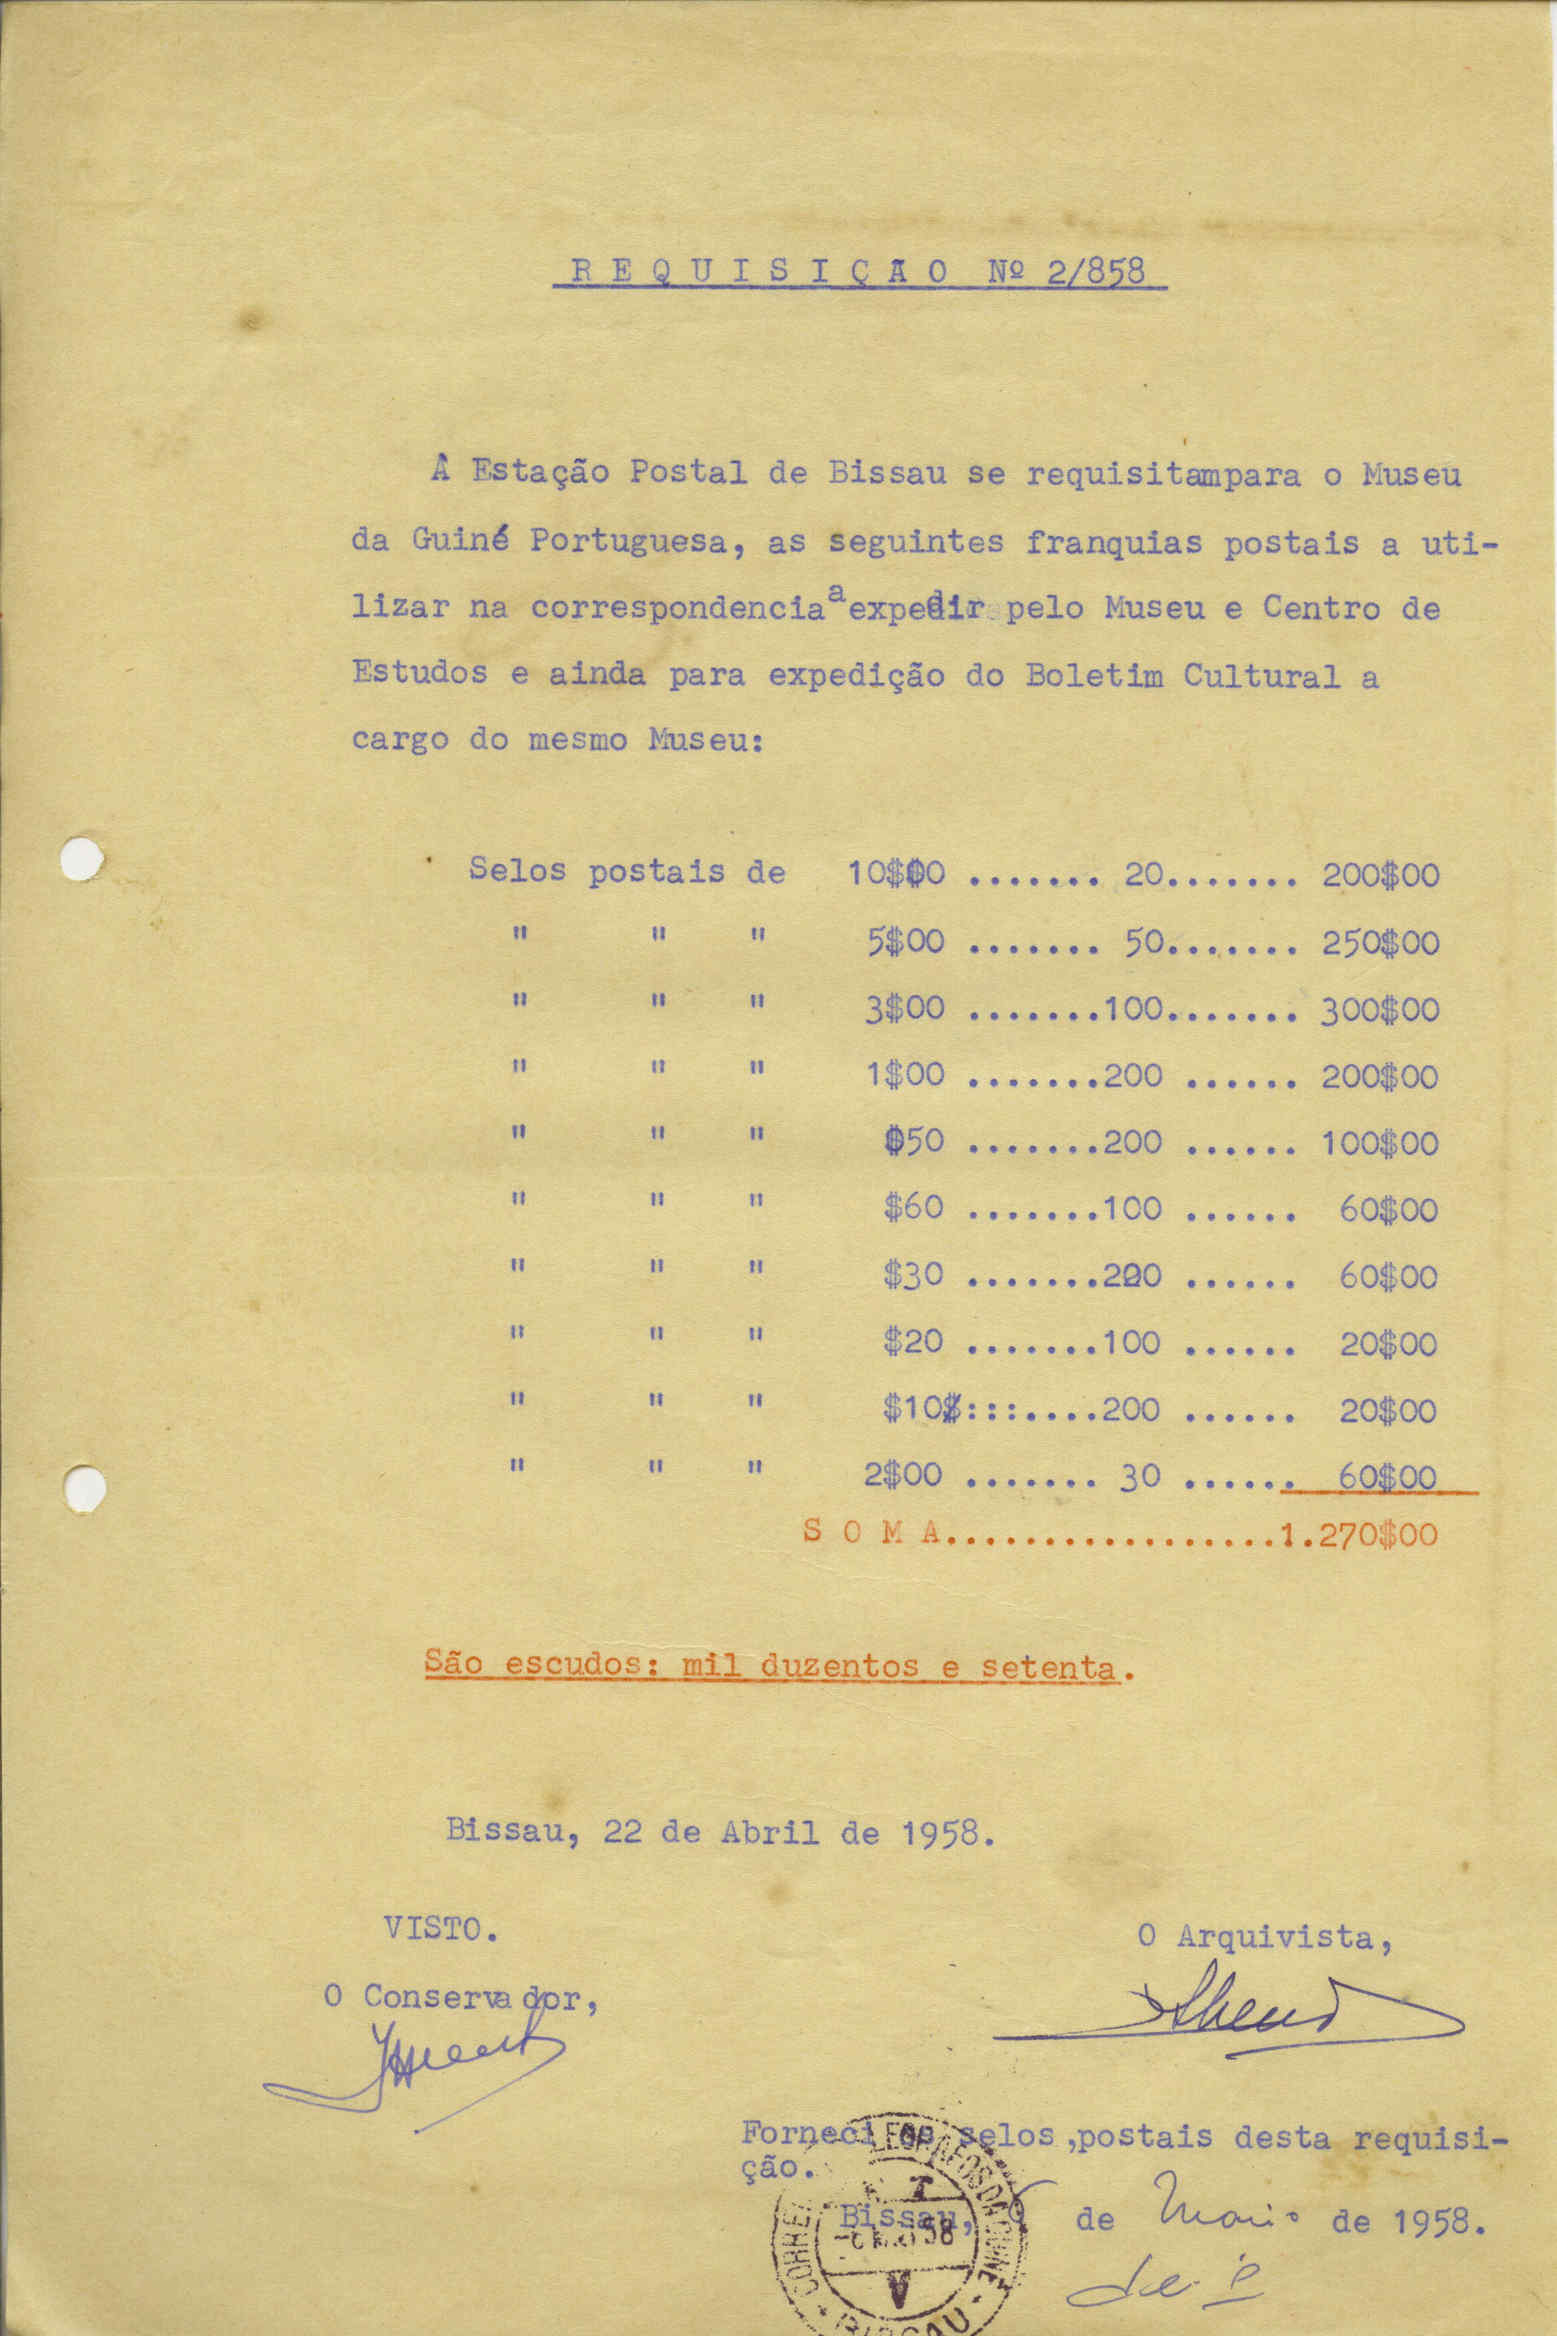 R E Q U I S I Ç Ã O Nº 2/858
À Estação Postal de Bissau se requisitampara o Museu
da Guiné Portuguesa, as seguintes franquias postais a uti-
lizar na correspondencia a expedir pelo Museu e Centro de
Estudos e ainda para expedição do Boletim Cultural a
cargo do mesmo Museu:
Selos postais de 10$00 ....... 20....... 200$00
" " " 5$00 ....... 50....... 250$00
" " " 3$00 .......100....... 300$00
" " " 1$00 .......200 ...... 200$00
" " " $50 .......200 ...... 100$00
" " " $60 .......100 ...... 60$00
" " " $30 .......200 ...... 60$00
" " " $20 .......100 ...... 20$00
" " " $10$:::....200 ...... 20$00
" " " 2$00 ....... 30 ...... 60$00
S O M A.................1.270$00
São escudos: mil duzentos e setenta.
Bissau, 22 de Abril de 1958.
VISTO.
O Arquivista,
O Conservador,
Forneci os selos,postais desta requisi-
ção.
Bissau, 6 de Maio de 1958.